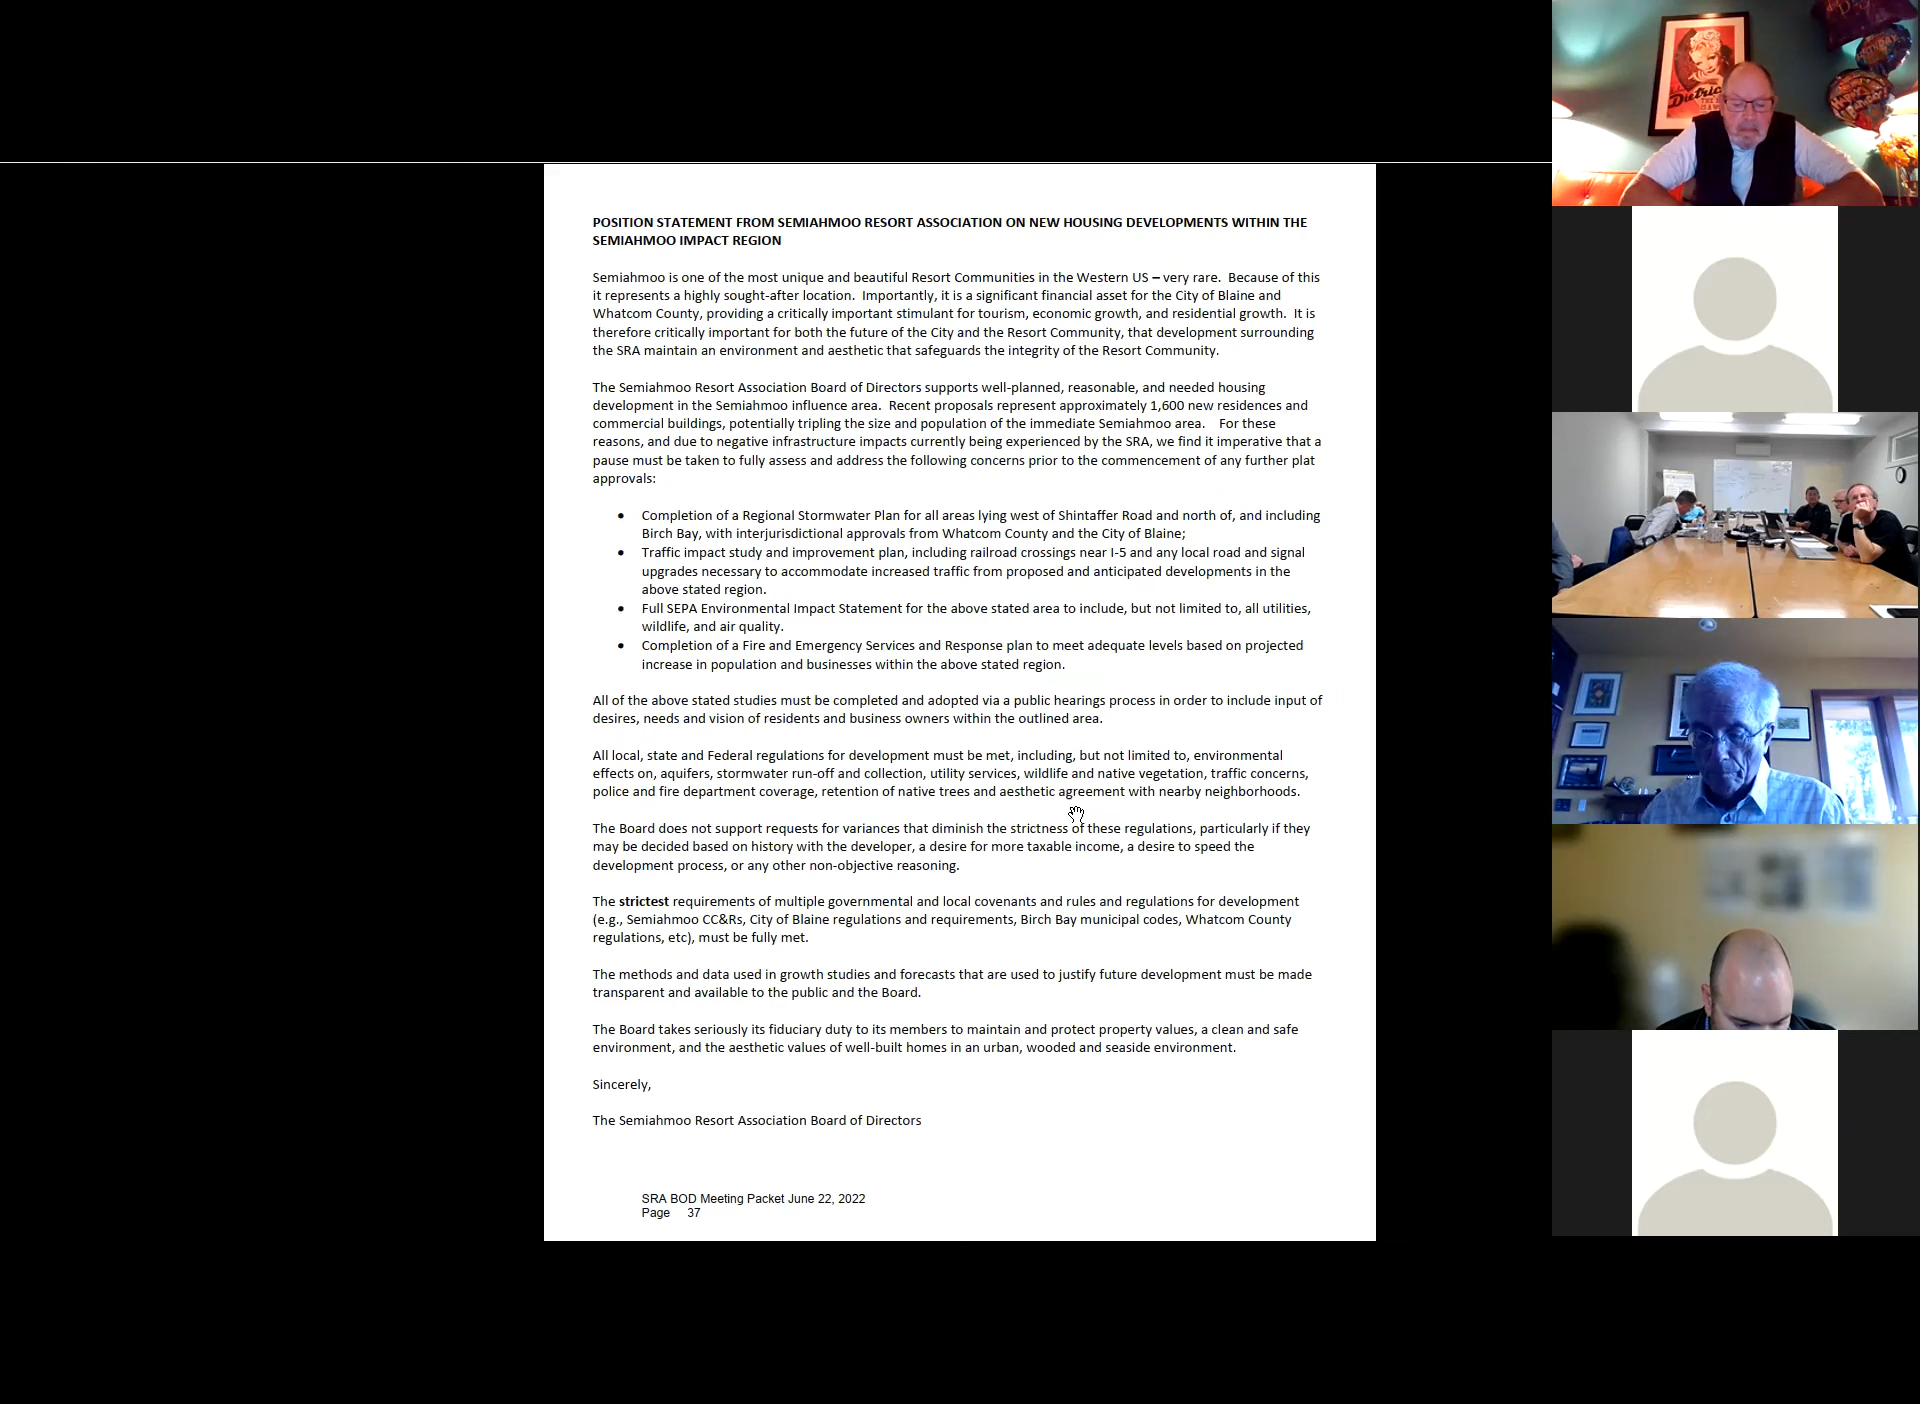 POSITION STATEMENT FROM SEMIAHMOO RESORT ASSOCIATION ON NEW HOUSING DEVELOPMENTS WITHIN THE
SEMIAHMOO IMPACT REGION
Semiahmoo is one of the most unique and beautiful Resort Communities in the Western US – very rare.  Because of this
it represents a highly sought-after location.  Importantly, it is a significant financial asset for the City of Blaine and
Whatcom County, providing a critically important stimulant for tourism, economic growth, and residential growth.  It is
therefore critically important for both the future of the City and the Resort Community, that development surrounding
the SRA maintain an environment and aesthetic that safeguards the integrity of the Resort Community.
The Semiahmoo Resort Association Board of Directors supports well-planned, reasonable, and needed housing
development in the Semiahmoo influence area.  Recent proposals represent approximately 1,600 new residences and
commercial buildings, potentially tripling the size and population of the immediate Semiahmoo area.    For these
reasons, and due to negative infrastructure impacts currently being experienced by the SRA, we find it imperative that a
pause must be taken to fully assess and address the following concerns prior to the commencement of any further plat
approvals:
• Completion of a Regional Stormwater Plan for all areas lying west of Shintaffer Road and north of, and including
Birch Bay, with interjurisdictional approvals from Whatcom County and the City of Blaine;
• Traffic impact study and improvement plan, including railroad crossings near I-5 and any local road and signal
upgrades necessary to accommodate increased traffic from proposed and anticipated developments in the
above stated region.
• Full SEPA Environmental Impact Statement for the above stated area to include, but not limited to, all utilities,
wildlife, and air quality.
• Completion of a Fire and Emergency Services and Response plan to meet adequate levels based on projected
increase in population and businesses within the above stated region.
All of the above stated studies must be completed and adopted via a public hearings process in order to include input of
desires, needs and vision of residents and business owners within the outlined area.
All local, state and Federal regulations for development must be met, including, but not limited to, environmental
effects on, aquifers, stormwater run-off and collection, utility services, wildlife and native vegetation, traffic concerns,
police and fire department coverage, retention of native trees and aesthetic agreement with nearby neighborhoods.
The Board does not support requests for variances that diminish the strictness of these regulations, particularly if they
may be decided based on history with the developer, a desire for more taxable income, a desire to speed the
development process, or any other non-objective reasoning.
The strictest requirements of multiple governmental and local covenants and rules and regulations for development
(e.g., Semiahmoo CC&Rs, City of Blaine regulations and requirements, Birch Bay municipal codes, Whatcom County
regulations, etc), must be fully met.
The methods and data used in growth studies and forecasts that are used to justify future development must be made
transparent and available to the public and the Board.
The Board takes seriously its fiduciary duty to its members to maintain and protect property values, a clean and safe
environment, and the aesthetic values of well-built homes in an urban, wooded and seaside environment.
Sincerely,
The Semiahmoo Resort Association Board of Directors
SRA BOD Meeting Packet June 22, 2022
Page 37
Dietric